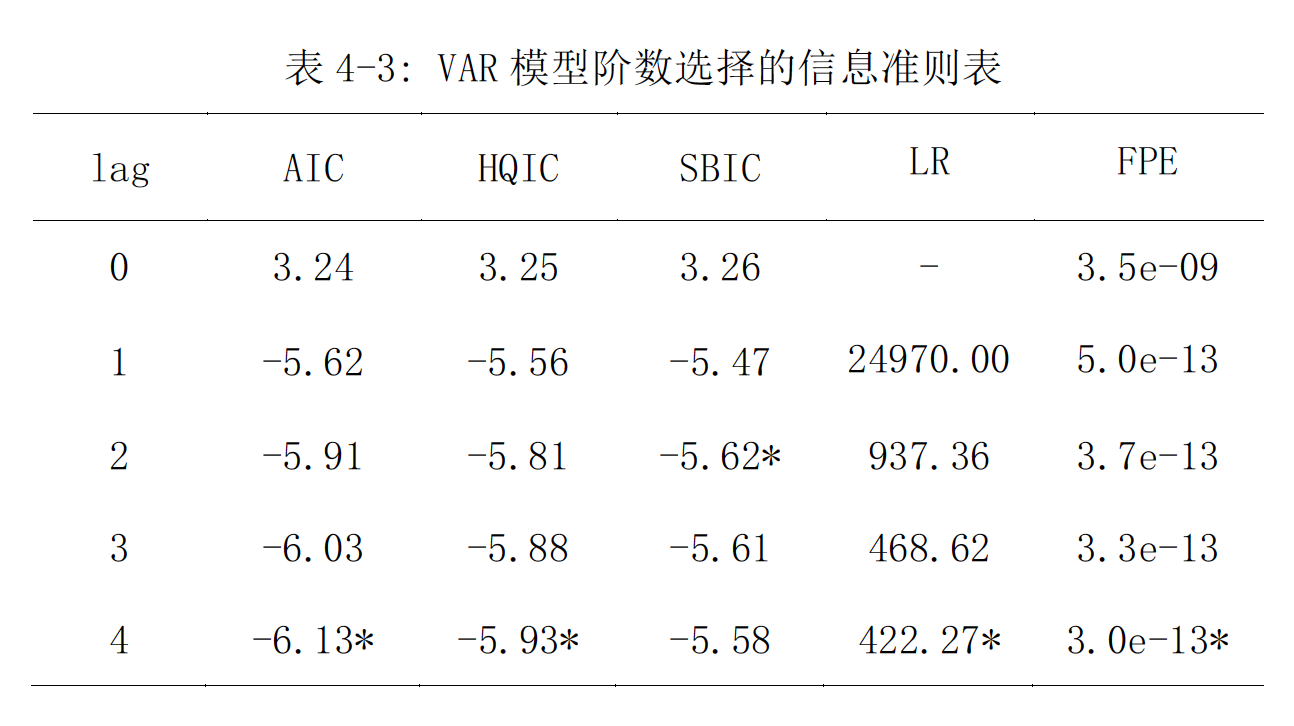 表 4-3: VAR 模型阶数选择的信息准则表
lag AIC HQIC SBIC LR FPE
0 3.24 3.25 3.26 - 3.5e-09
1 -5.62 -5.56 -5.47 24970.00 5.0e-13
2 -5.91 -5.81 -5.62* 937.36 3.7e-13
3 -6.03 -5.88 -5.61 468.62 3.3e-13
4 -6.13* -5.93* -5.58 422.27* 3.0e-13*